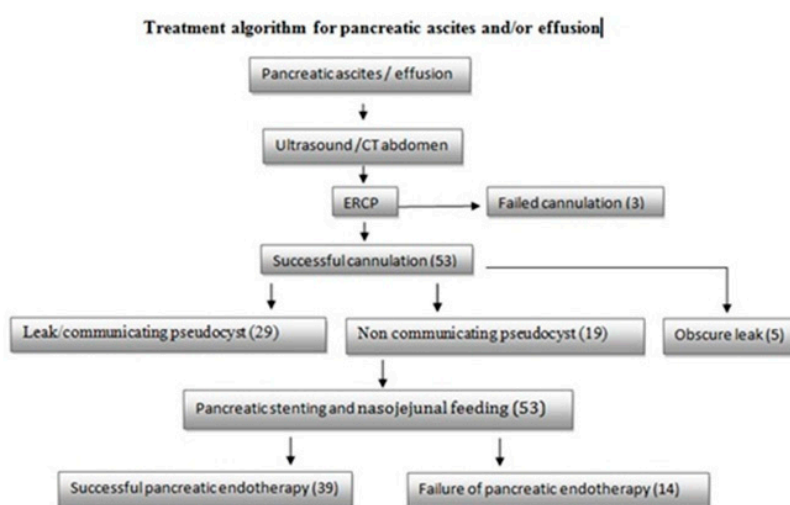 Treatment algorithm for pancreatic ascites and/or effusion
Pancreatic ascites / effusion
Ultrasound /CT abdomen
ERCP
Failed cannulation (3)
Successful cannulation (53)
Leak/communicating pseudocyst (29)
Non communicating pseudocyst (19)
Obscure leak (5)
Pancreatic stenting and nasojejunal feeding (53)
Successful pancreatic endotherapy (39)
Failure of pancreatic endotherapy (14)